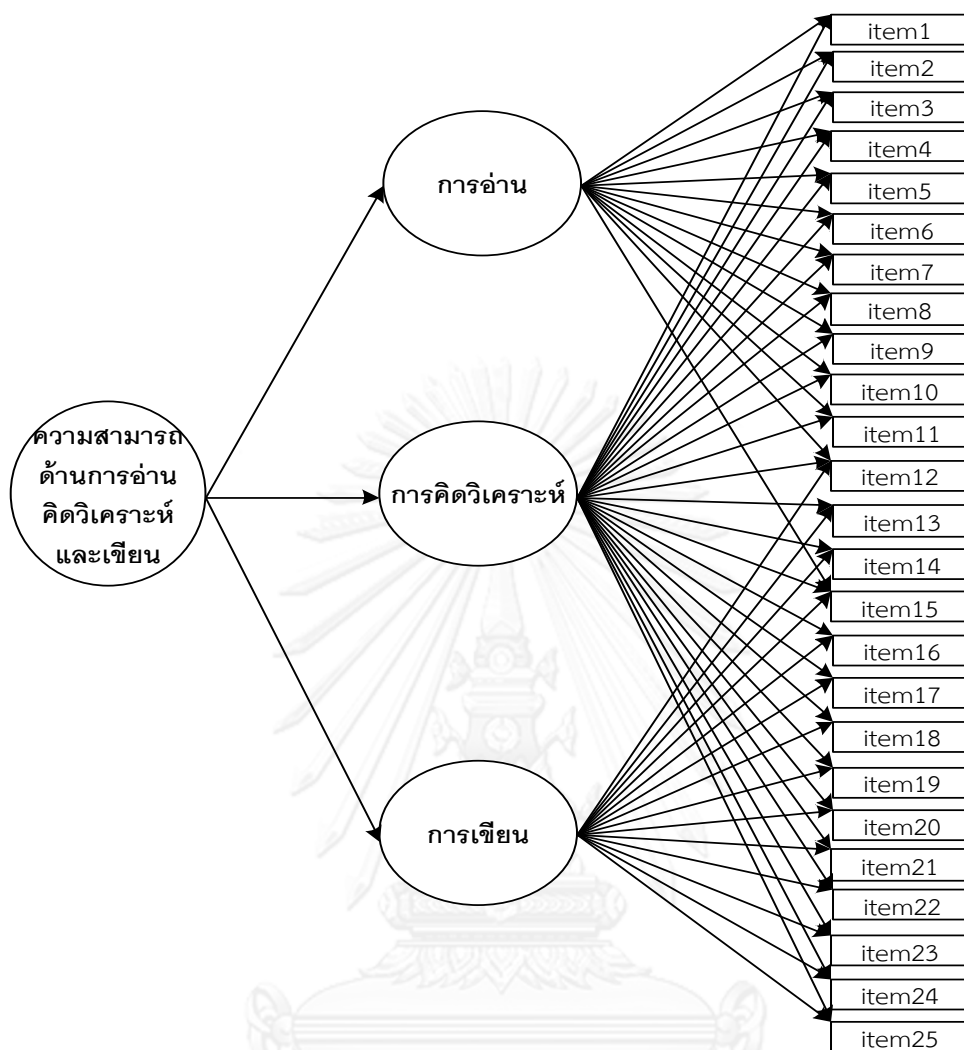 item1
item2
item3
item4
การอ่าน
item5
item6
item7
item8
item9
item10
item11
ความสามารถ
ด้านการอ่าน
คิดวิเคราะห์
และเขียน
การคิดวิเคราะห์
item12
item13
item14
item15
item16
item17
item18
item19
การเขียน
item20
item21
item22
item23
item24
item25